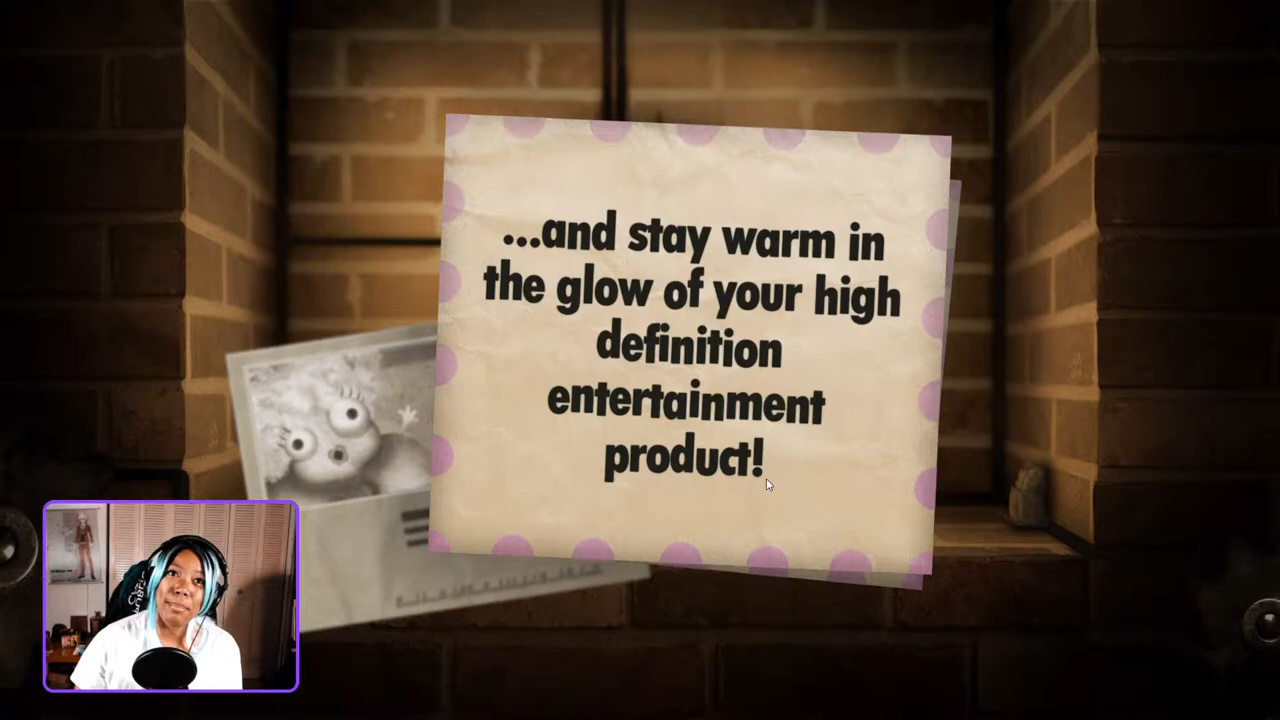 ...and stay warm in
the glow of your high
definition
entertainment
product!